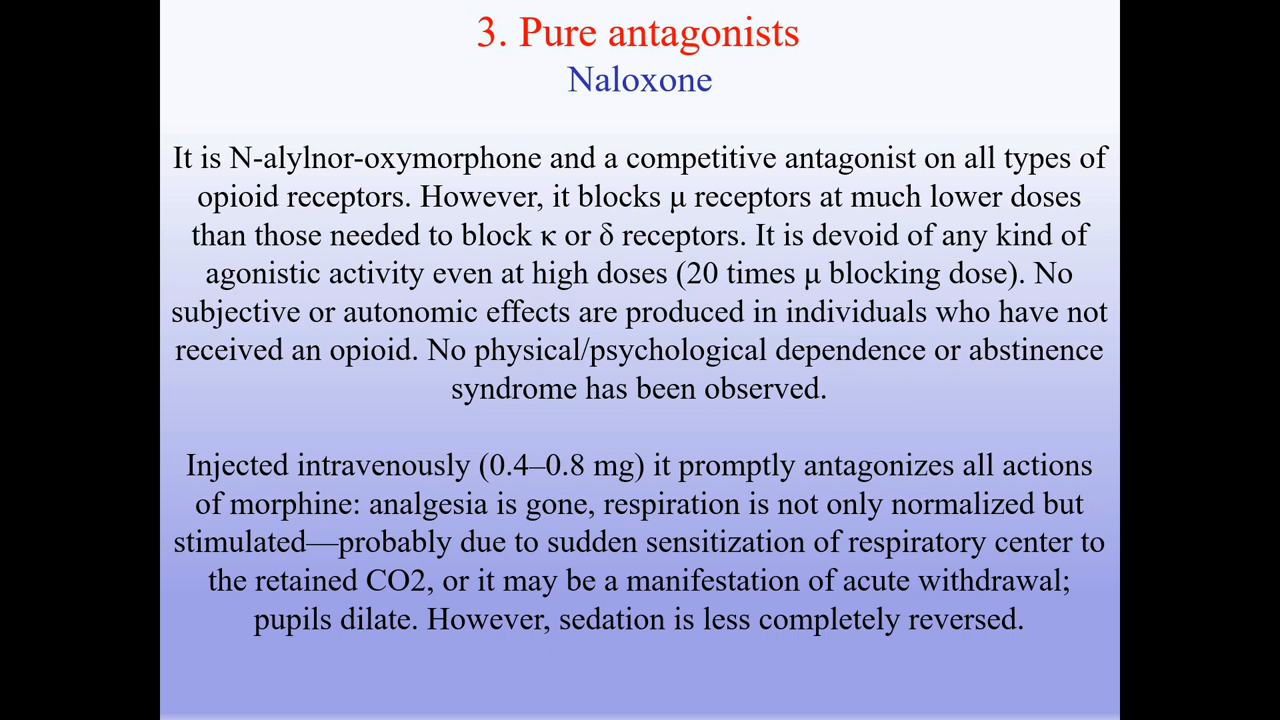 3. Pure antagonists
Naloxone
It is N-alylnor-oxymorphone and a competitive antagonist on all types of
opioid receptors. However, it blocks μ receptors at much lower doses
than those needed to block κ or δ receptors. It is devoid of any kind of
agonistic activity even at high doses (20 times μ blocking dose). No
subjective or autonomic effects are produced in individuals who have not
received an opioid. No physical/psychological dependence or abstinence
syndrome has been observed.
Injected intravenously (0.4–0.8 mg) it promptly antagonizes all actions
of morphine: analgesia is gone, respiration is not only normalized but
stimulated—probably due to sudden sensitization of respiratory center to
the retained CO2, or it may be a manifestation of acute withdrawal;
pupils dilate. However, sedation is less completely reversed.